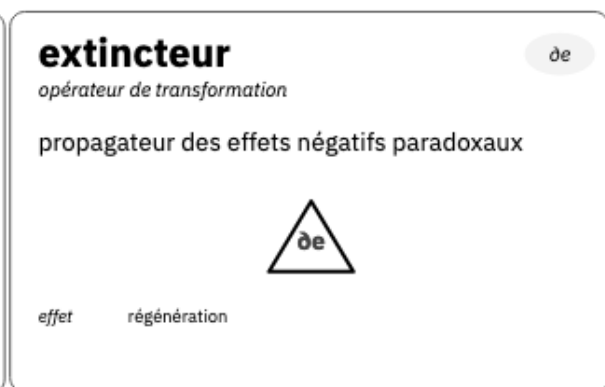 extincteur
∂e
opérateur de transformation
propagateur des effets négatifs paradoxaux
∂e
effet régénération